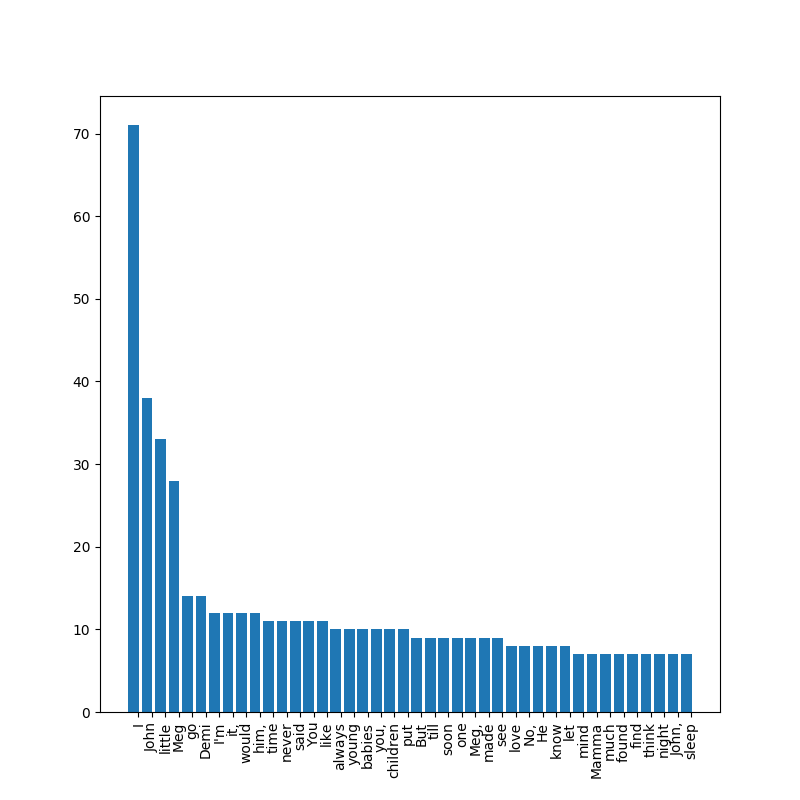 70
60
50
40
30
20
10
0
I
John
little
Meg
go
Demi
I'm
it,
would
him,
time
never
said
You
like
always
young
babies
you,
children
put
But
till
soon
one
Meg,
made
see
love
No,
He
know
let
mind
Mamma
much
found
find
think
night
John,
sleep